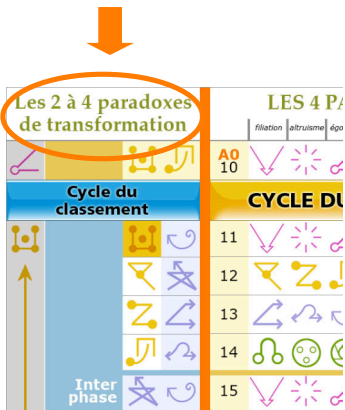 Les 2 à 4 paradoxes
de transformation
LES 4 PA
filiation altruisme égo
A0
10
Cycle du
classement
CYCLE DU
11
12
13
14
Inter
phase
15